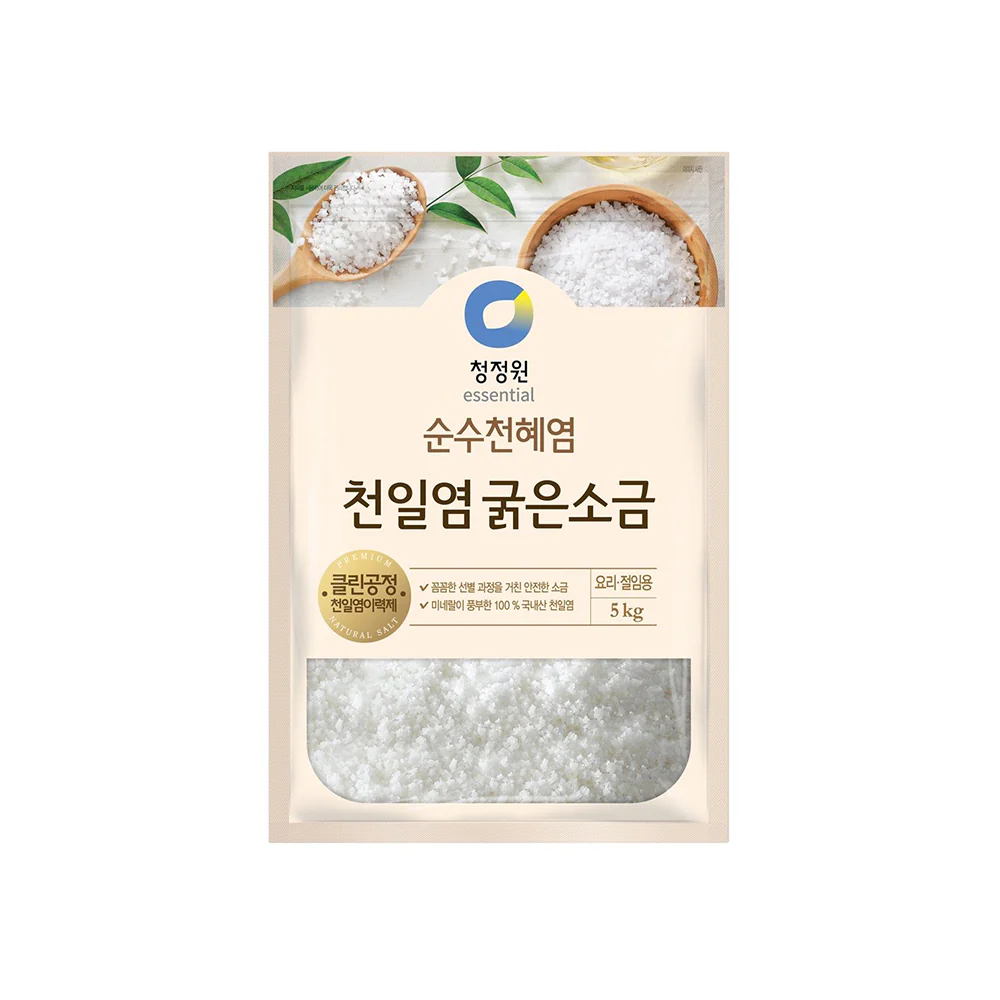 청정원
essential
순수천혜염
천일염 굵은소금
PREMIUM
클린공정
천일염이력제
NATURAL SALT
✓ 꼼꼼한 선별 과정을 거친 안전한 소금
✓ 미네랄이 풍부한 100 % 국내산 천일염
요리·절임용
5 kg